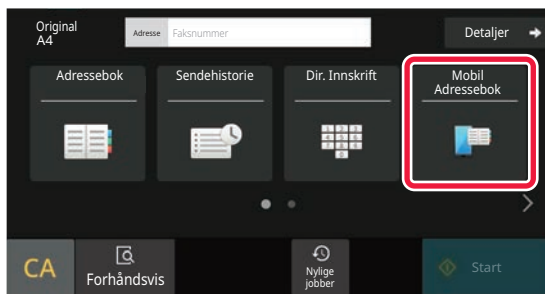 Original
A4
Adresse
Faksnummer
Detaljer
Adressebok
Sendehistorie
Dir. Innskrift
Mobil
Adressebok
CA
Forhåndsvis
Nylige
jobber
Start